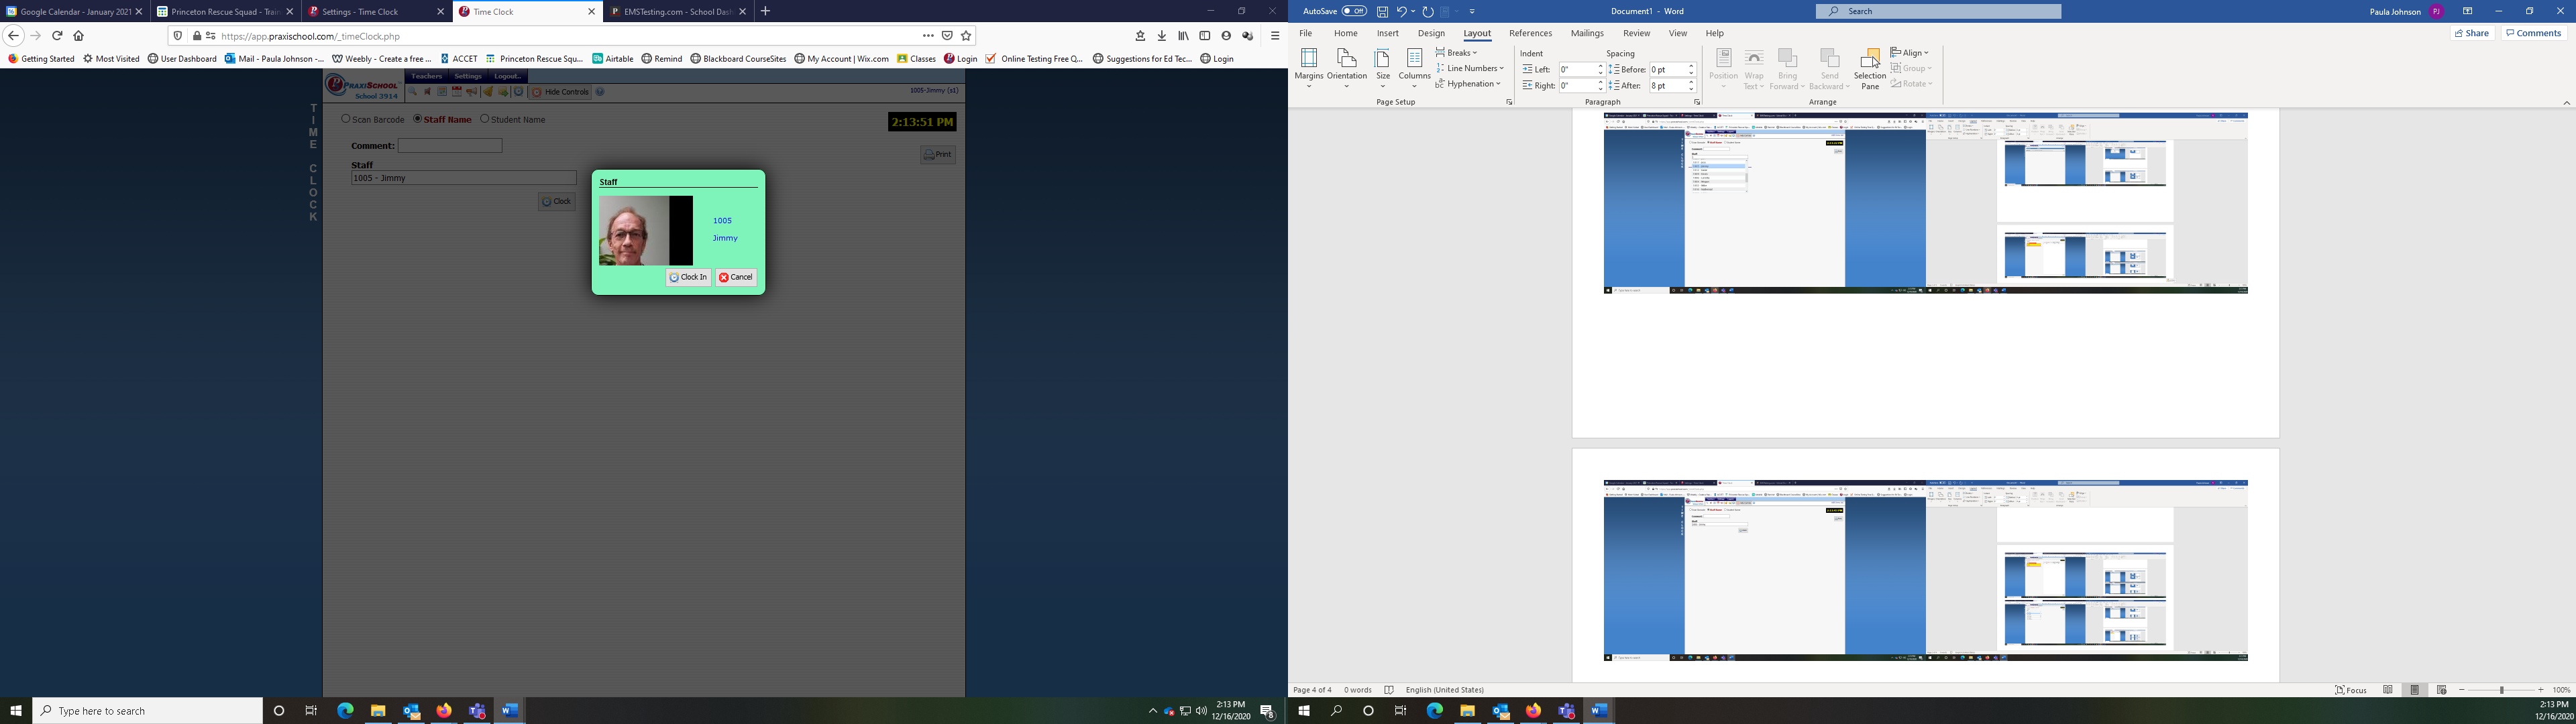 Google Calendar - January 2021
Princeton Rescue Squad - Train
Settings - Time Clock
Time Clock
EMSTesting.com - School Dash
https://app.praxischool.com/_timeClock.php
Getting Started
Most Visited
User Dashboard
Mail - Paula Johnson -...
Weebly - Create a free ...
ACCET
Princeton Rescue Squ...
Airtable
Remind
Blackboard CourseSites
My Account | Wix.com
Classes
Login
Online Testing Free Q...
Suggestions for Ed Tec...
Login
PRAXISCHOOL
School 3914
Teachers
Settings
Logout..
Hide Controls
1005-Jimmy (s1)
TIME CLOCK
Scan Barcode
Staff Name
Student Name
2:13:51 PM
Comment:
Print
Staff
1005 - Jimmy
Clock
Staff
1005
Jimmy
Clock In
Cancel
Type here to search
2:13 PM
12/16/2020
8
AutoSave
Off
Document1 - Word
Search
Paula Johnson
PJ
File
Home
Insert
Design
Layout
References
Mailings
Review
View
Help
Share
Comments
Margins
Orientation
Size
Columns
Breaks
Line Numbers
Hyphenation
Page Setup
Indent
Left: 0"
Right: 0"
Spacing
Before: 0 pt
After: 8 pt
Paragraph
Position
Wrap Text
Bring Forward
Send Backward
Selection Pane
Align
Group
Rotate
Arrange
Page 4 of 4
0 words
English (United States)
Focus
100%
2:13 PM
12/16/2020